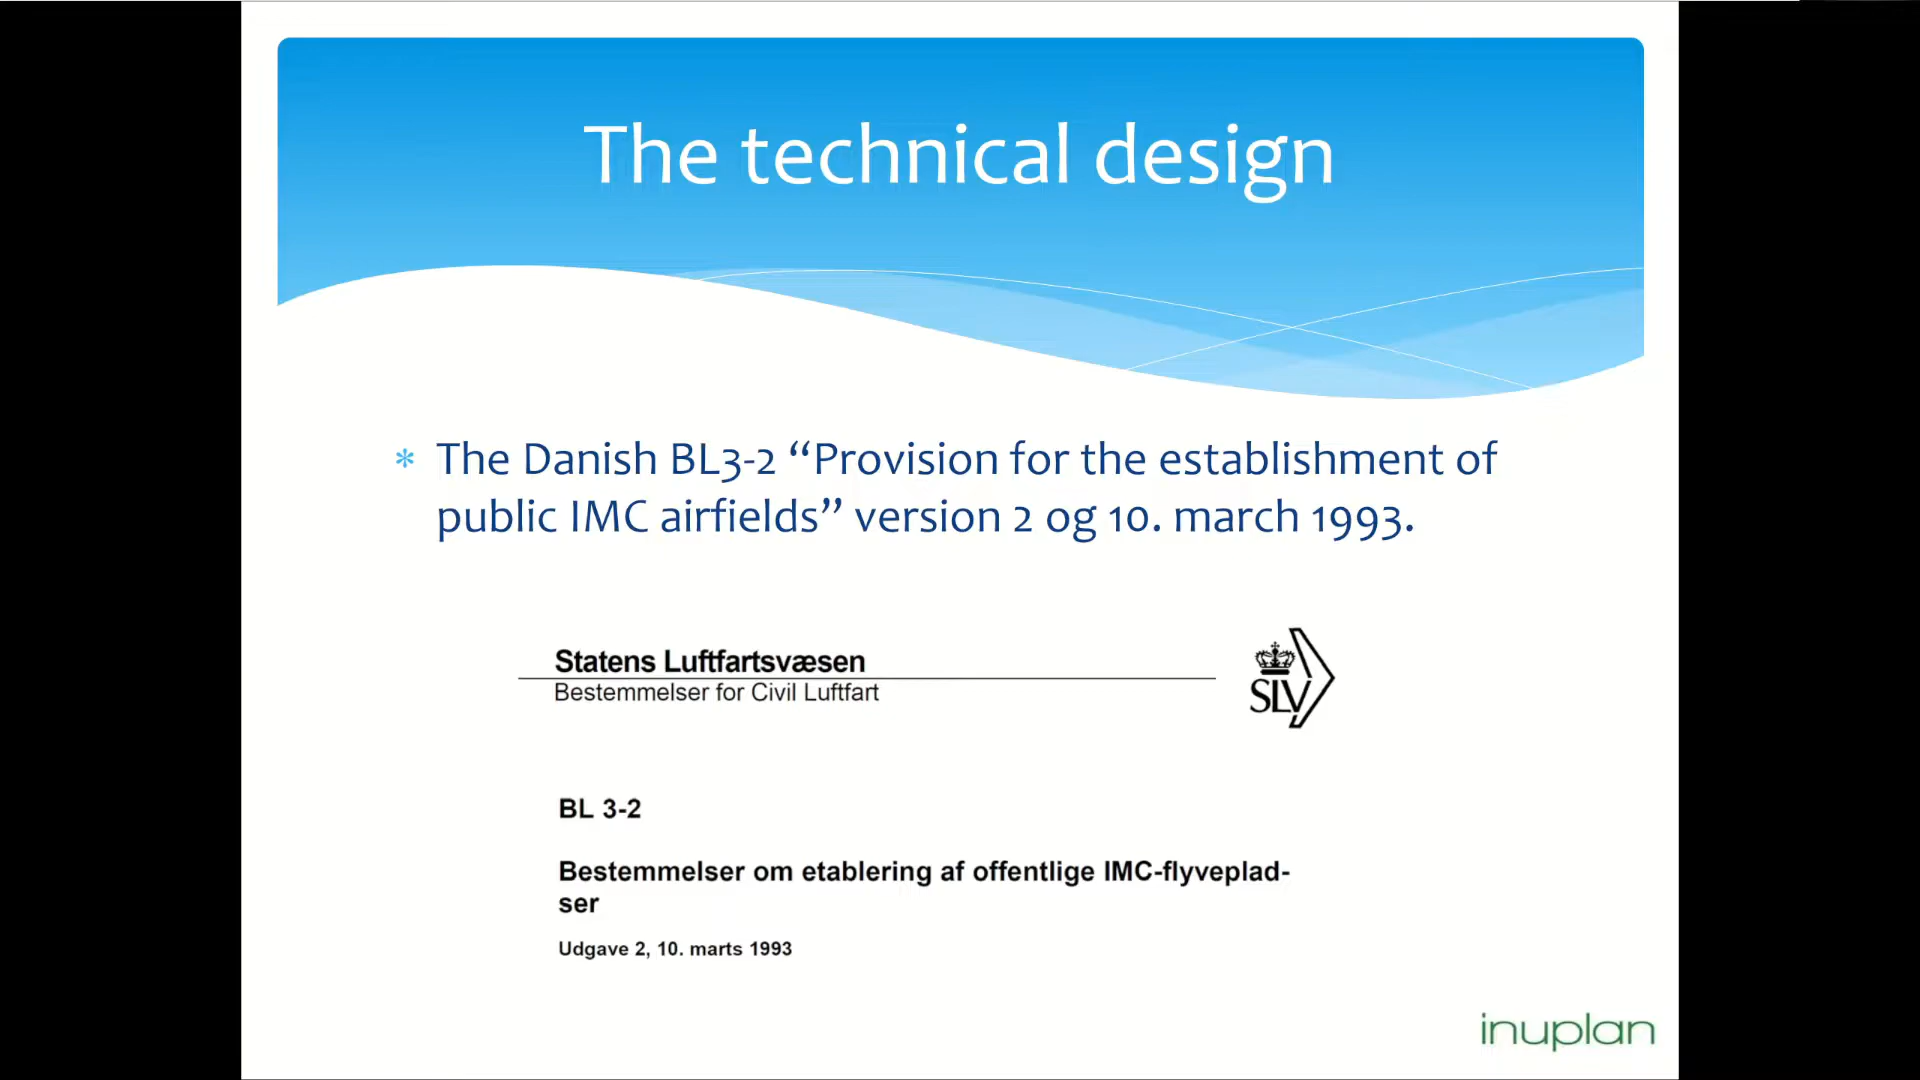 The technical design
* The Danish BL3-2 “Provision for the establishment of
public IMC airfields” version 2 og 10. march 1993.
Statens Luftfartsvæsen
Bestemmelser for Civil Luftfart
SLV
BL 3-2
Bestemmelser om etablering af offentlige IMC-flyveplad-
ser
Udgave 2, 10. marts 1993
inuplan